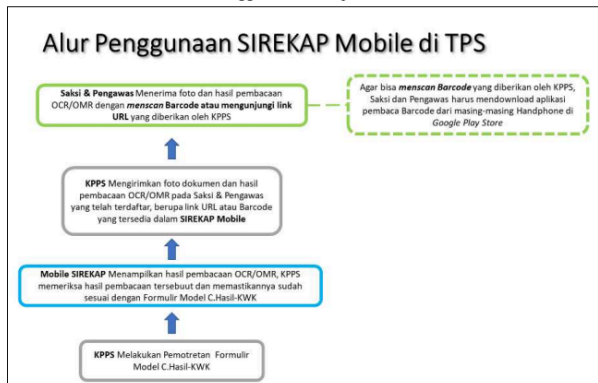 Alur Penggunaan SIREKAP Mobile di TPS
Saksi & Pengawas Menerima foto dan hasil pembacaan
OCR/OMR dengan menscan Barcode atau mengunjungi link
URL yang diberikan oleh KPPS
Agar bisa menscan Barcode yang diberikan oleh KPPS,
Saksi dan Pengawas harus mendownload aplikasi
pembaca Barcode dari masing-masing Handphone di
Google Play Store
KPPS Mengirimkan foto dokumen dan hasil
pembacaan OCR/OMR pada Saksi & Pengawas
yang telah terdaftar, berupa link URL atau Barcode
yang tersedia dalam SIREKAP Mobile
Mobile SIREKAP Menampilkan hasil pembacaan OCR/OMR, KPPS
memeriksa hasil pembacaan tersebuut dan memastikannya sudah
sesuai dengan Formulir Model C.Hasil-KWK
KPPS Melakukan Pemotretan Formulir
Model C.Hasil-KWK